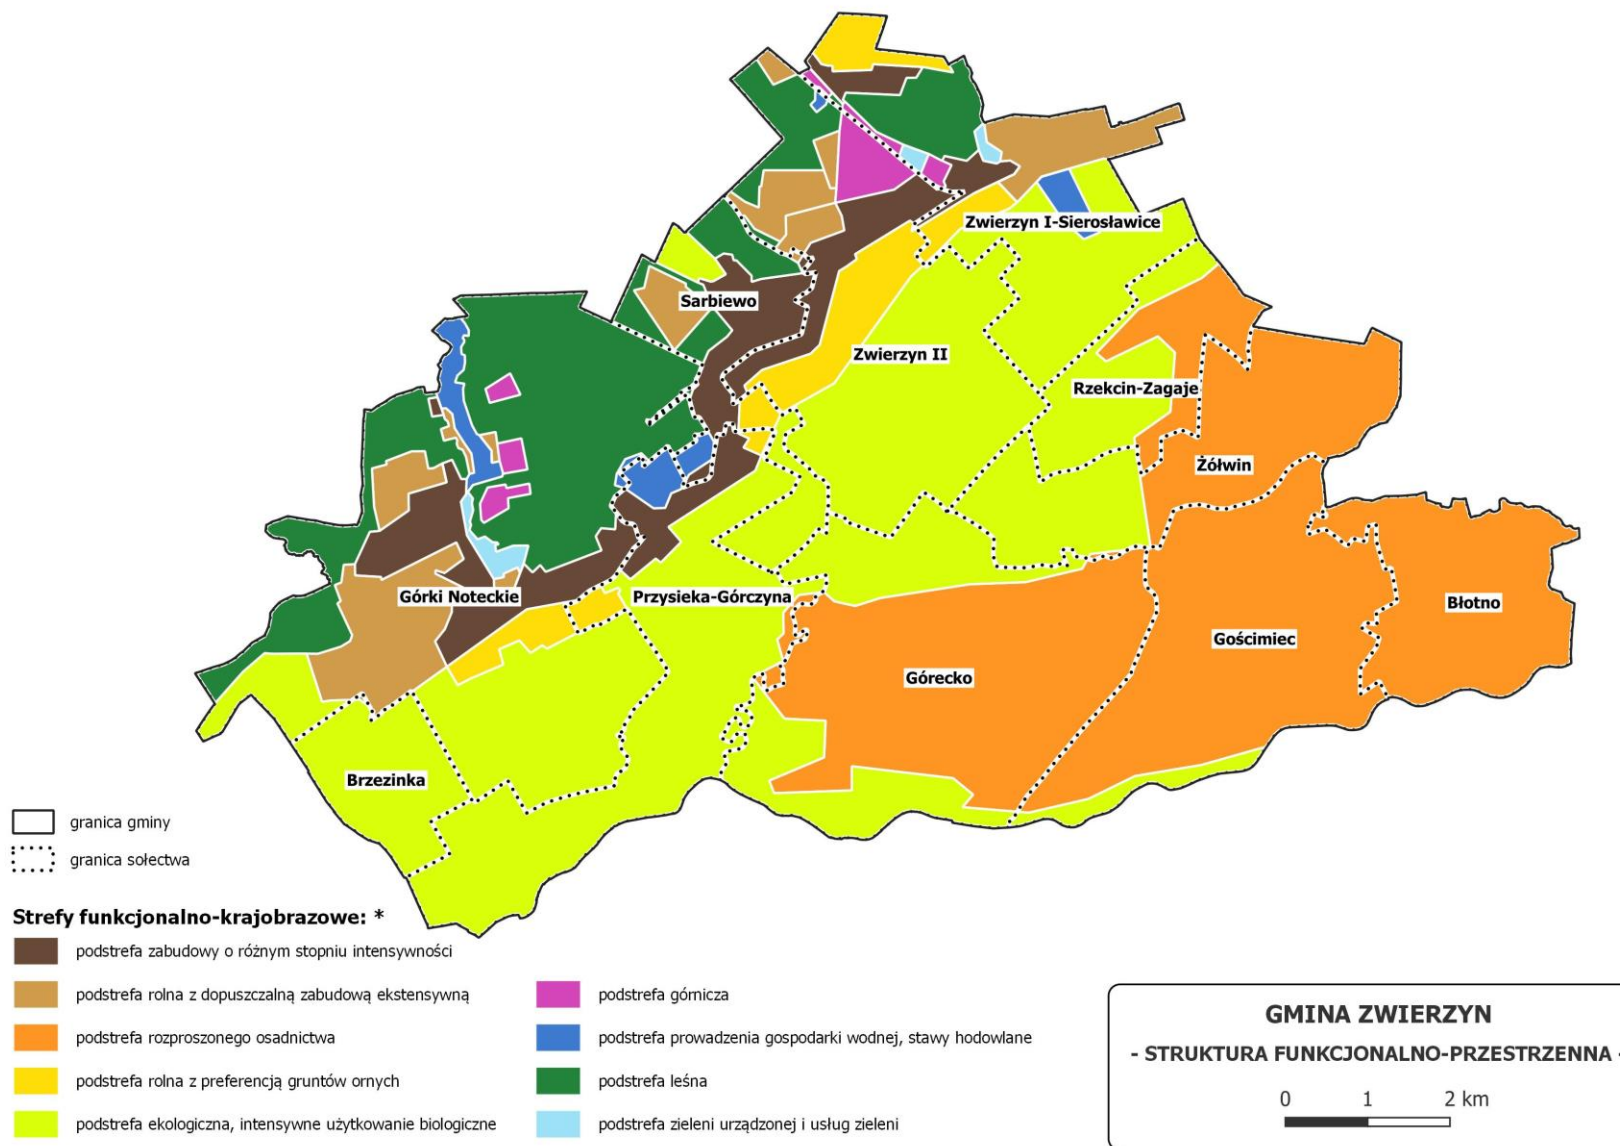 Zwierzyn I-Sierosławice
Sarbiewo
Zwierzyn II
Rzekcin-Zagaje
Żółwin
Górki Noteckie
Przysieka-Górczyna
Błotno
Gościmiec
Górecko
Brzezinka
granica gminy
granica sołectwa
Strefy funkcjonalno-krajobrazowe: *
podstrefa zabudowy o różnym stopniu intensywności
podstrefa rolna z dopuszczalną zabudową ekstensywną
podstrefa rozproszonego osadnictwa
podstrefa rolna z preferencją gruntów ornych
podstrefa ekologiczna, intensywne użytkowanie biologiczne
podstrefa górnicza
podstrefa prowadzenia gospodarki wodnej, stawy hodowlane
podstrefa leśna
podstrefa zieleni urządzonej i usług zieleni
GMINA ZWIERZYN
- STRUKTURA FUNKCJONALNO-PRZESTRZENNA -
0 1 2 km